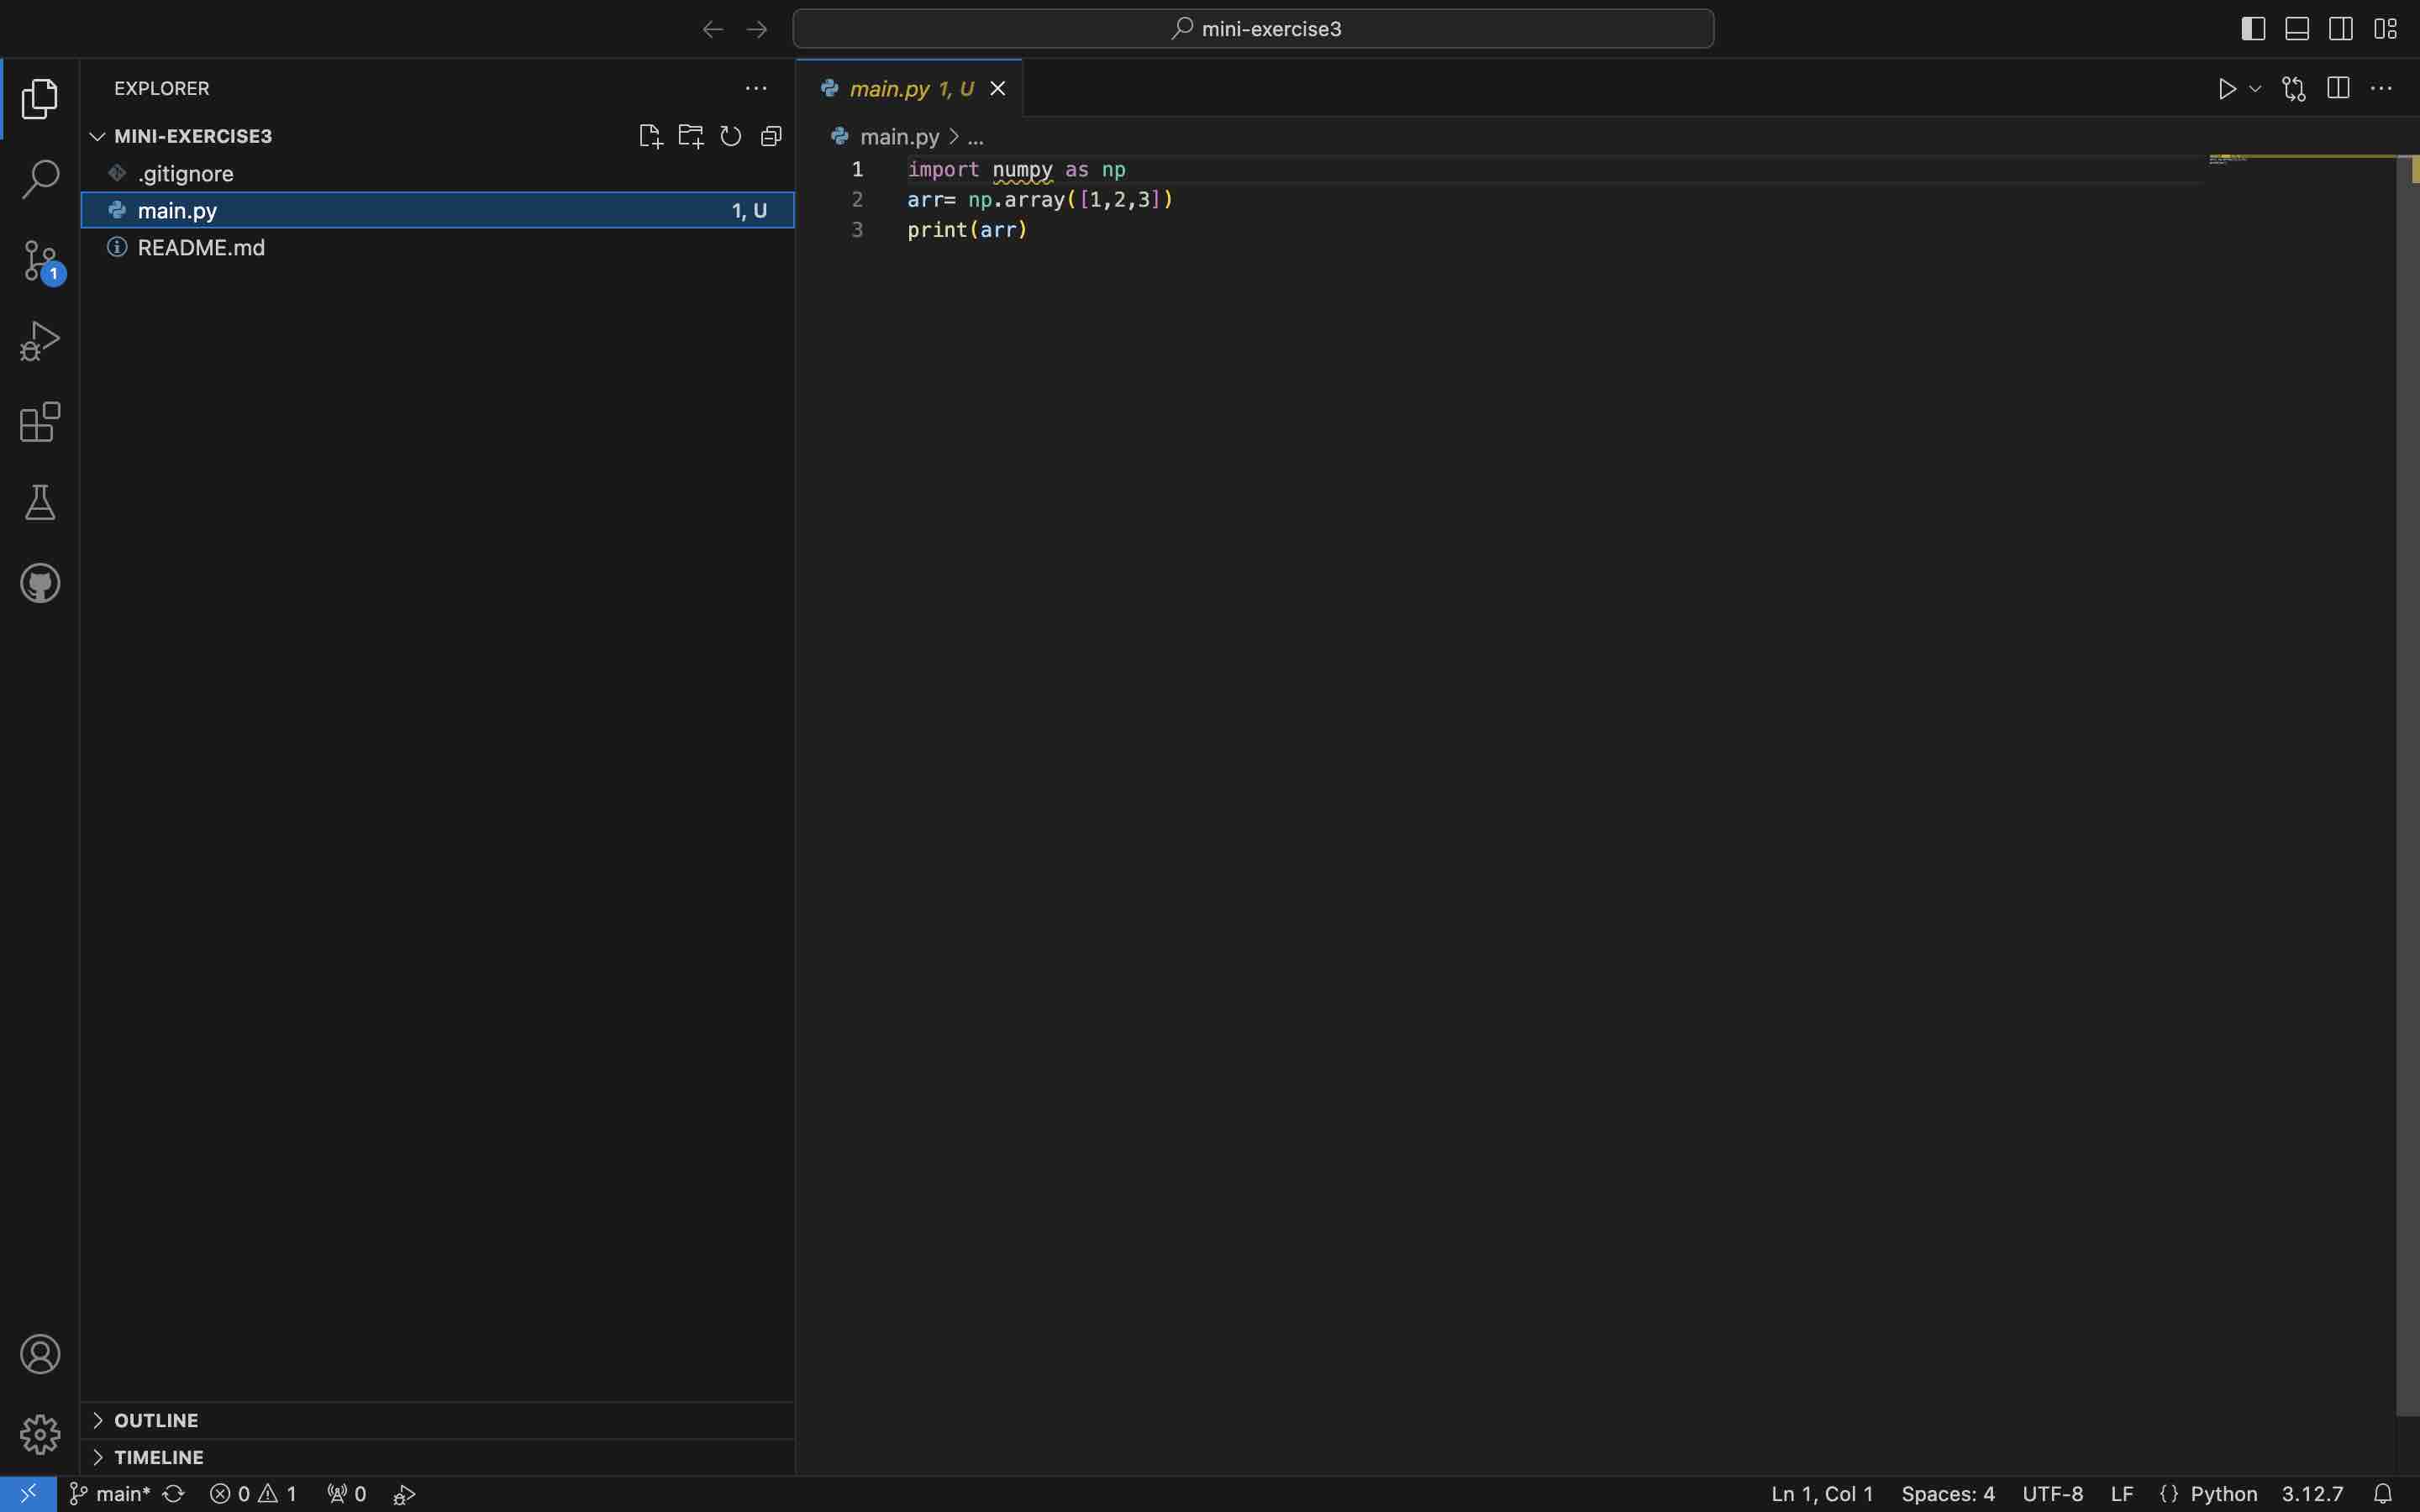 mini-exercise3
EXPLORER
MINI-EXERCISE3
.gitignore
main.py 1, U
README.md
OUTLINE
TIMELINE
main.py 1, U
main.py > ...
1 import numpy as np
2 arr= np.array([1,2,3])
3 print(arr)
1
main* 0 1 0
Ln 1, Col 1 Spaces: 4 UTF-8 LF {} Python 3.12.7